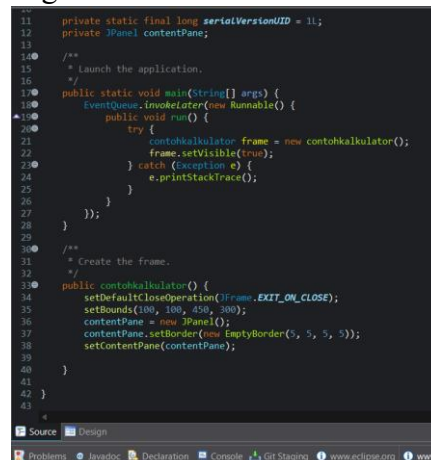 11 private static final long serialVersionUID = 1L;
12 private JPanel contentPane;
13
14 /**
15 * Launch the application.
16 */
17 public static void main(String[] args) {
18 EventQueue.invokeLater(new Runnable() {
19 public void run() {
20 try {
21 contohkalkulator frame = new contohkalkulator();
22 frame.setVisible(true);
23 } catch (Exception e) {
24 e.printStackTrace();
25 }
26 }
27 });
28 }
29
30 /**
31 * Create the frame.
32 */
33 public contohkalkulator() {
34 setDefaultCloseOperation(JFrame.EXIT_ON_CLOSE);
35 setBounds(100, 100, 450, 300);
36 contentPane = new JPanel();
37 contentPane.setBorder(new EmptyBorder(5, 5, 5, 5));
38 setContentPane(contentPane);
39
40 }
41
42 }
43
Source Design
Problems Javadoc Declaration Console Git Staging www.eclipse.org